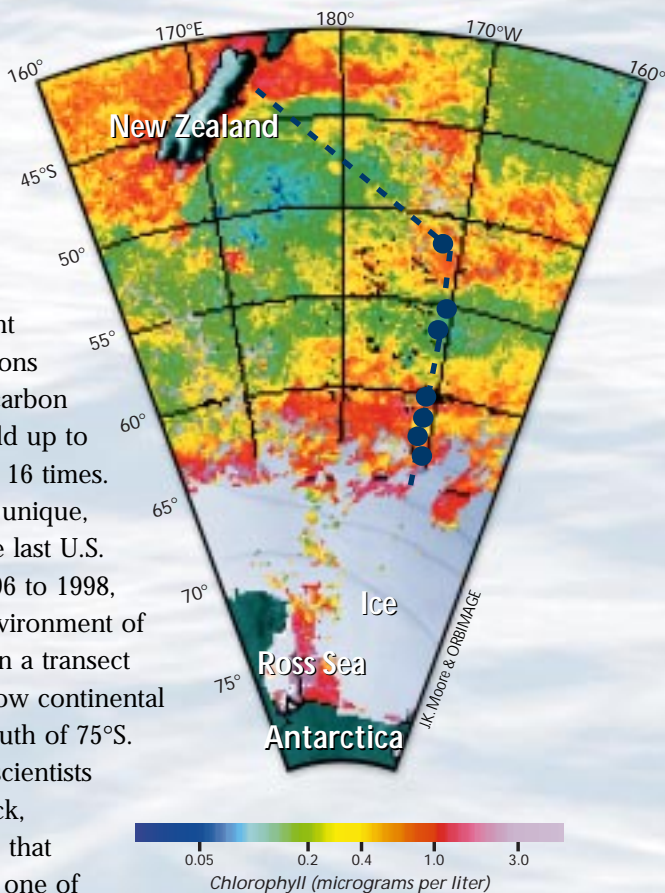 160°
170°E
180°
170°W
160°
New Zealand
45°S
50°
55°
60°
65°
70°
75°
Ice
Ross Sea
Antarctica
J.K. Moore & ORBIMAGE
nt
ons
arbon
ld up to
16 times.
unique,
e last U.S.
96 to 1998,
vironment of
n a transect
ow continental
uth of 75°S.
scientists
ck,
that
one of
0.05 0.2 0.4 1.0 3.0
Chlorophyll (micrograms per liter)